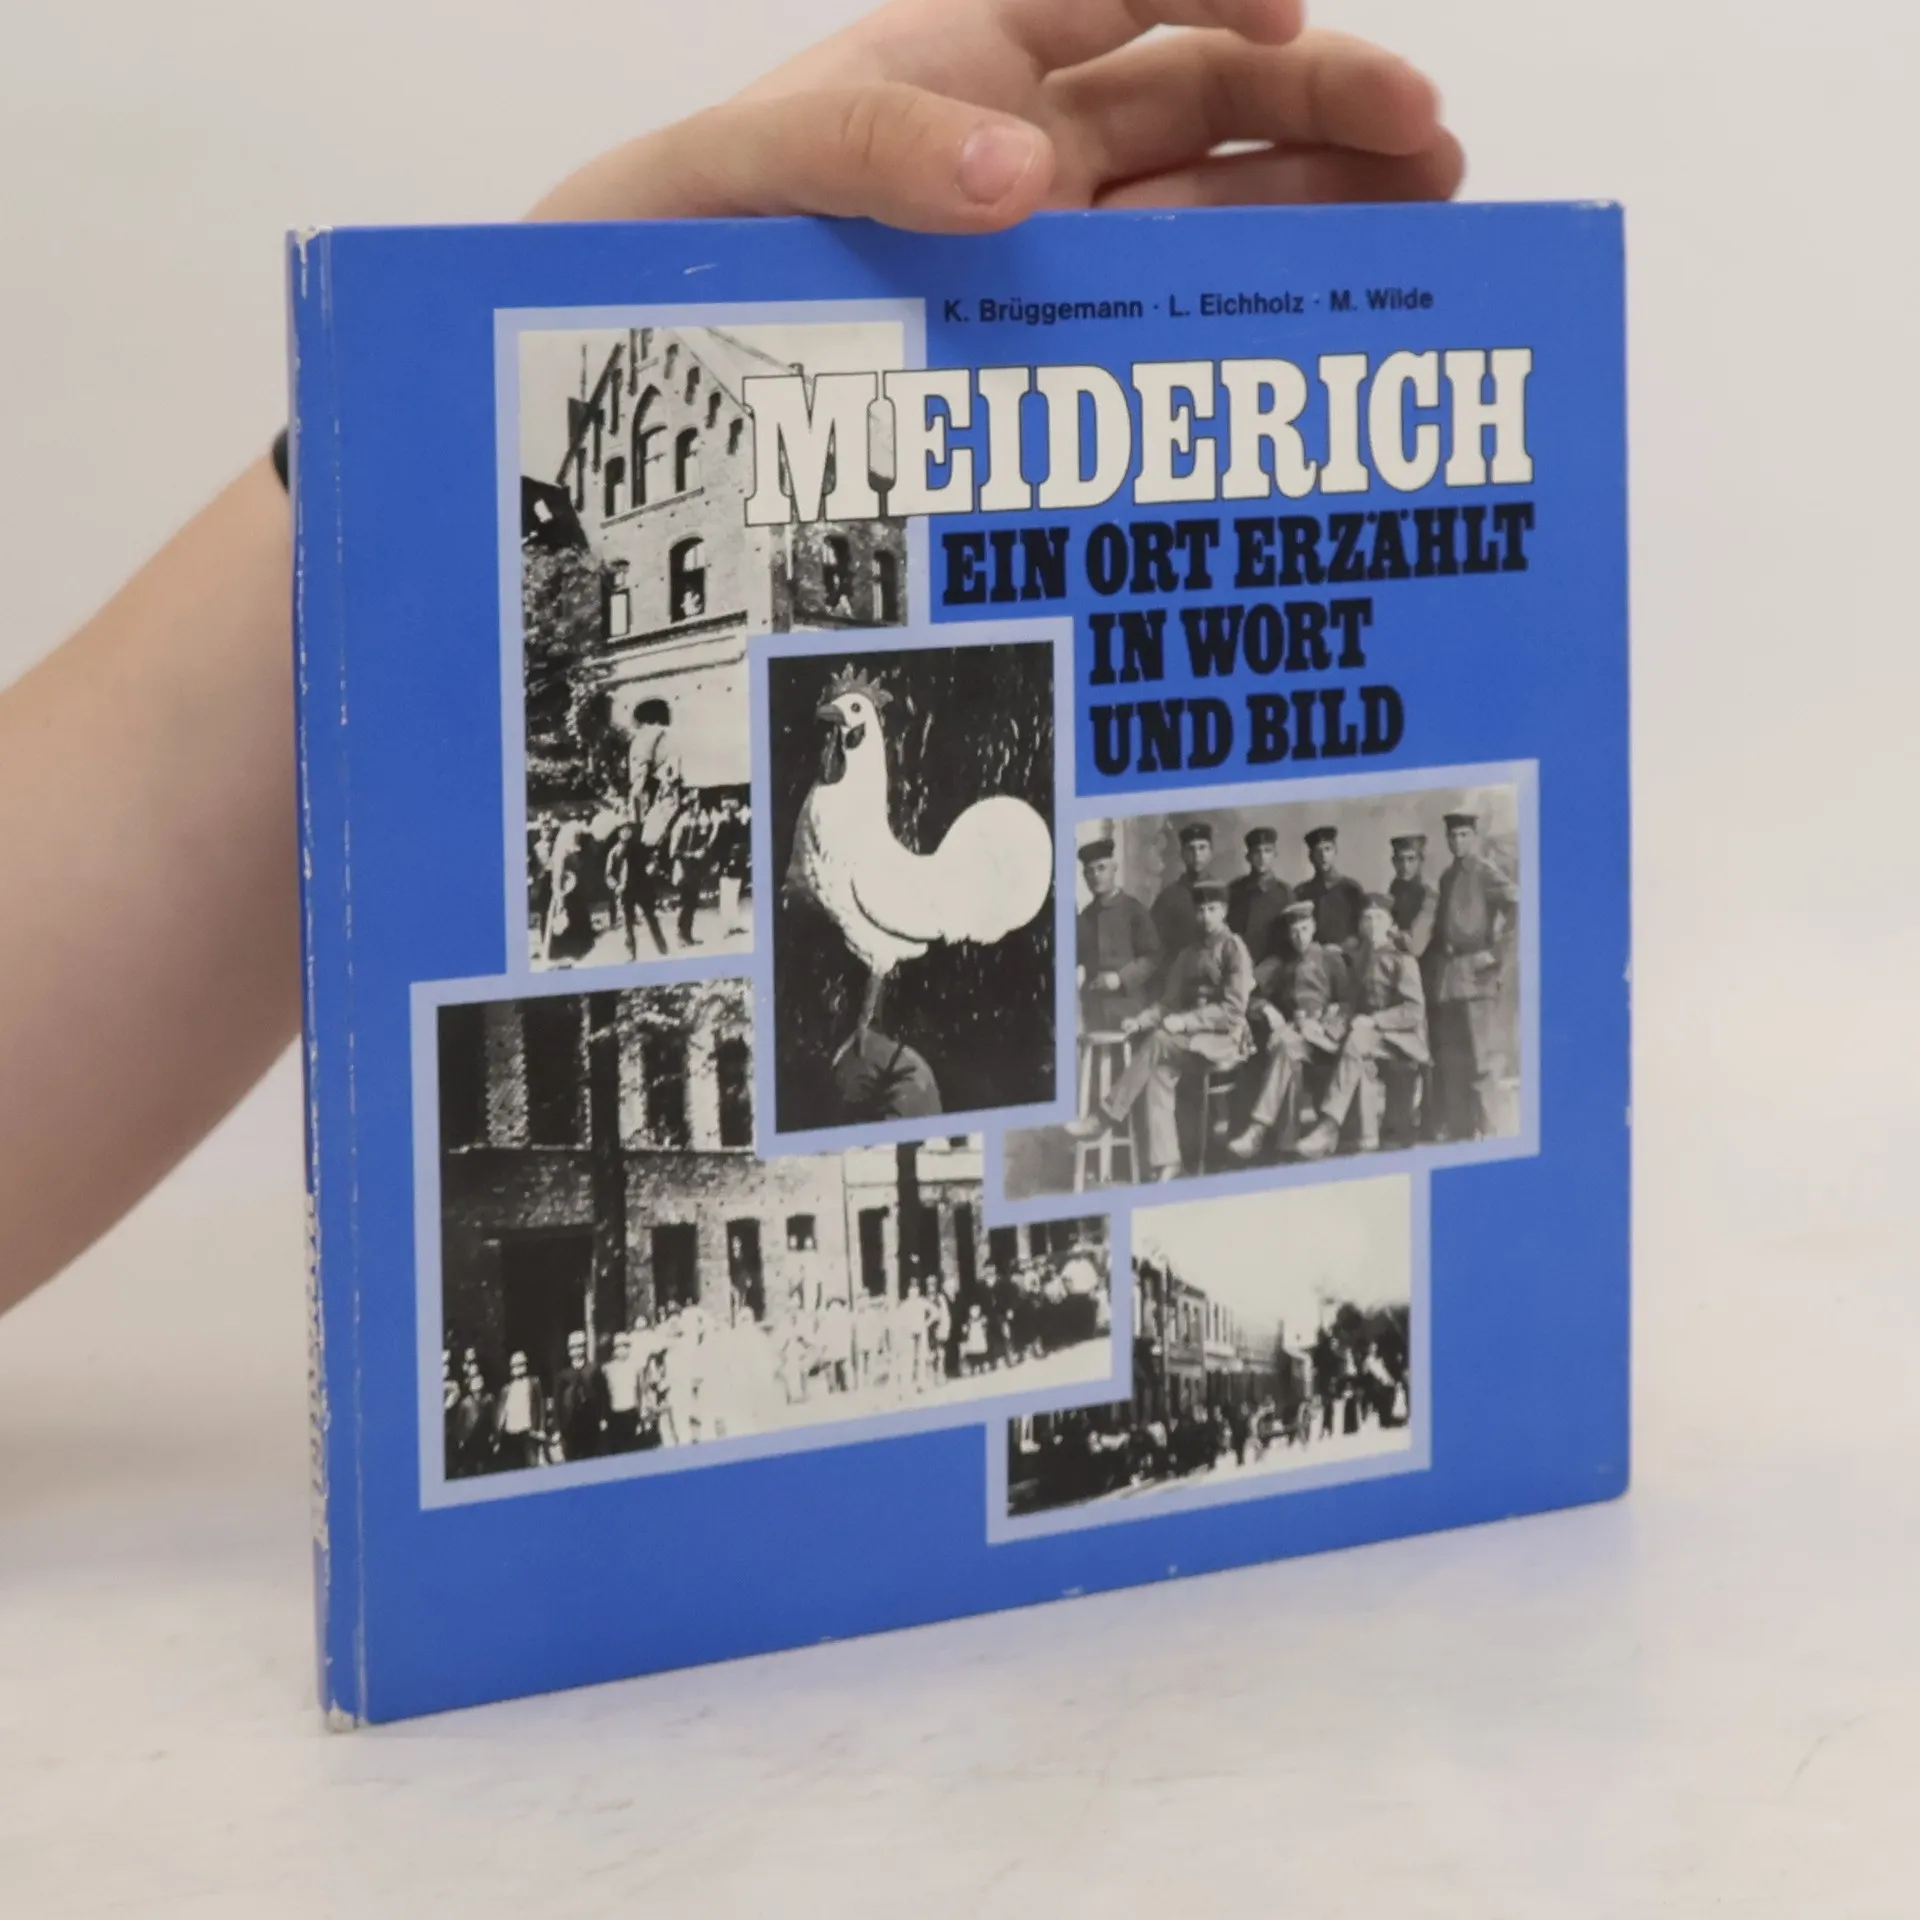 K. Brüggemann · L. Eichholz · M. Wilde
MEIDERICH
EIN ORT ERZÄHLT
IN WORT
UND BILD